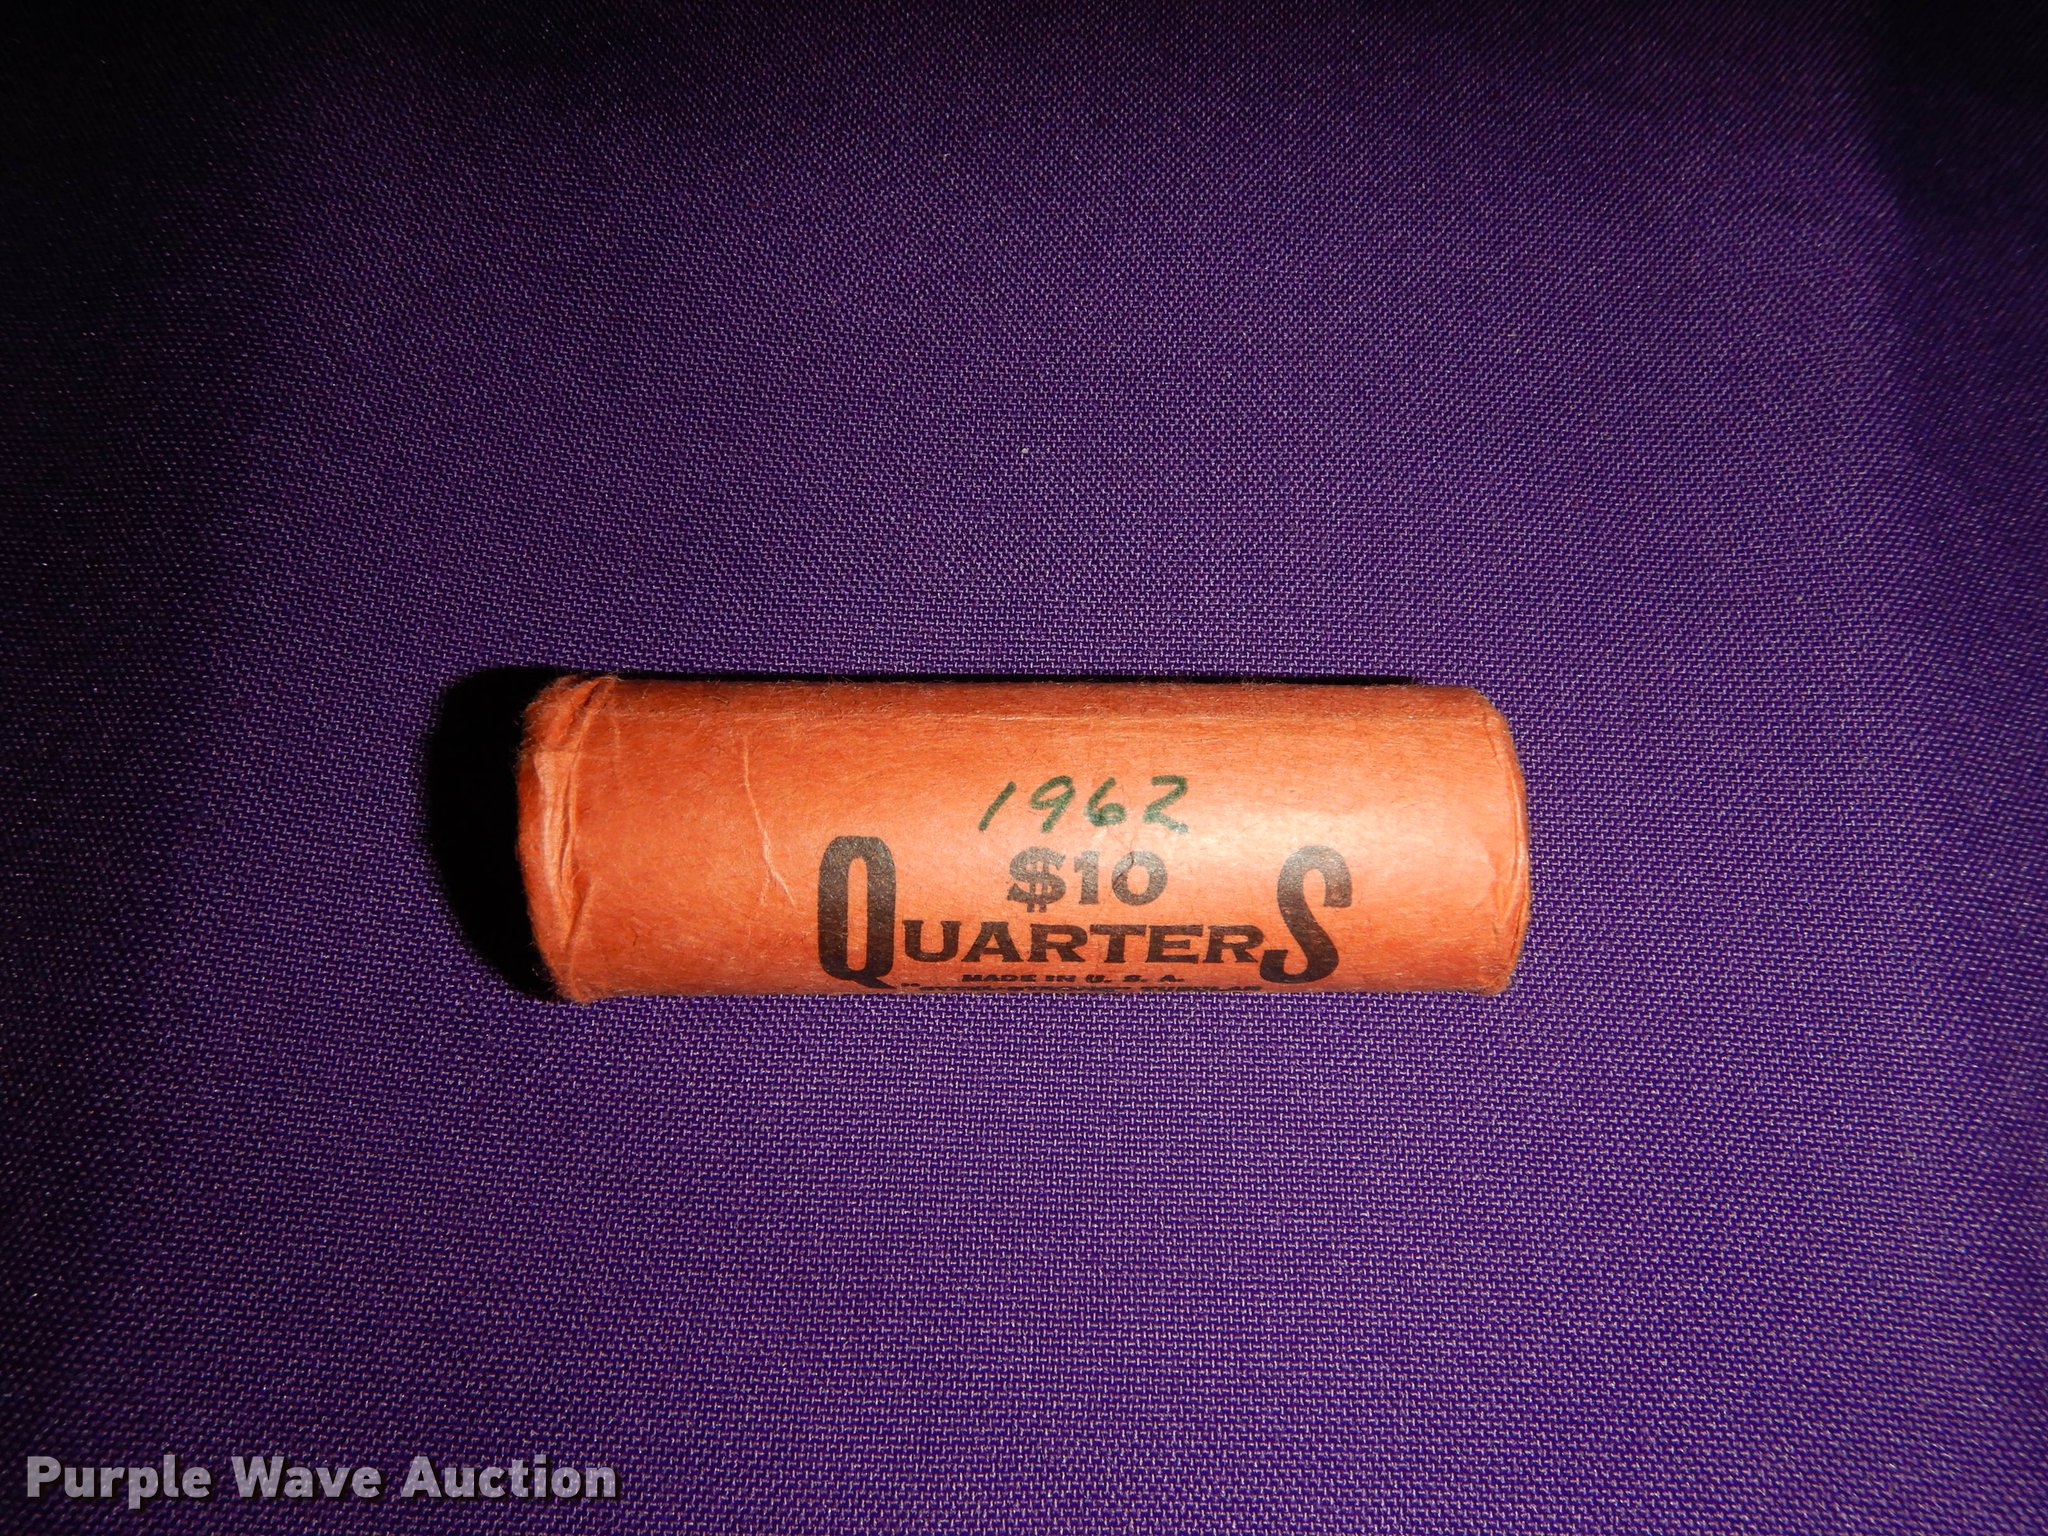 1962
$10
QUARTERS
MADE IN U. S. A.
Purple Wave Auction